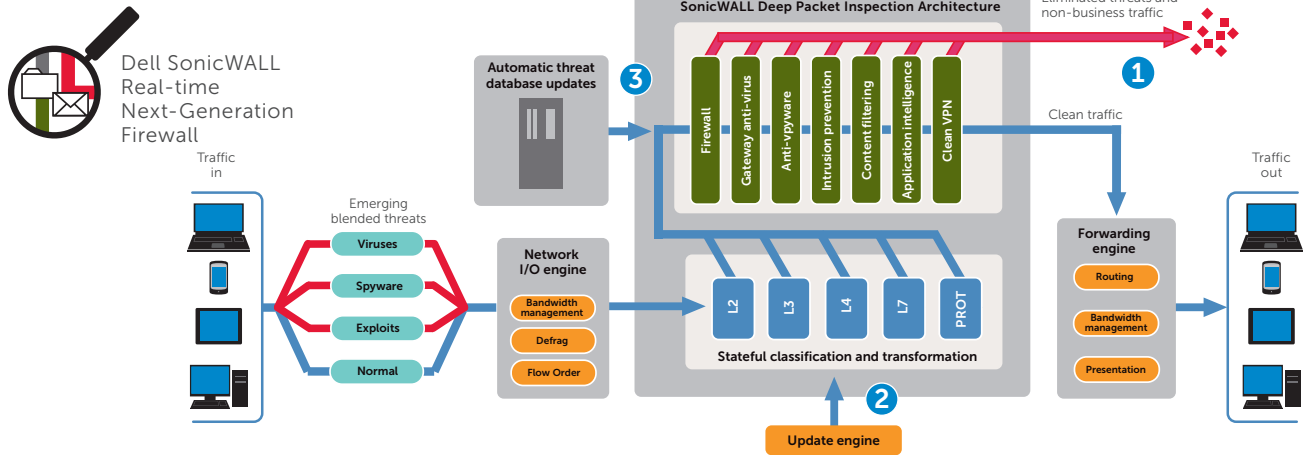 SonicWALL Deep Packet Inspection Architecture
Eliminated threats and
non-business traffic
Dell SonicWALL
Real-time
Next-Generation
Firewall
Automatic threat
database updates
3
1
Firewall
Gateway anti-virus
Anti-vpyware
Intrusion prevention
Content filtering
Application intelligence
Clean VPN
Clean traffic
Traffic
in
Emerging
blended threats
Viruses
Spyware
Exploits
Normal
Network
I/O engine
Bandwidth
management
Defrag
Flow Order
L2
L3
L4
L7
PROT
Stateful classification and transformation
2
Update engine
Forwarding
engine
Routing
Bandwidth
management
Presentation
Traffic
out